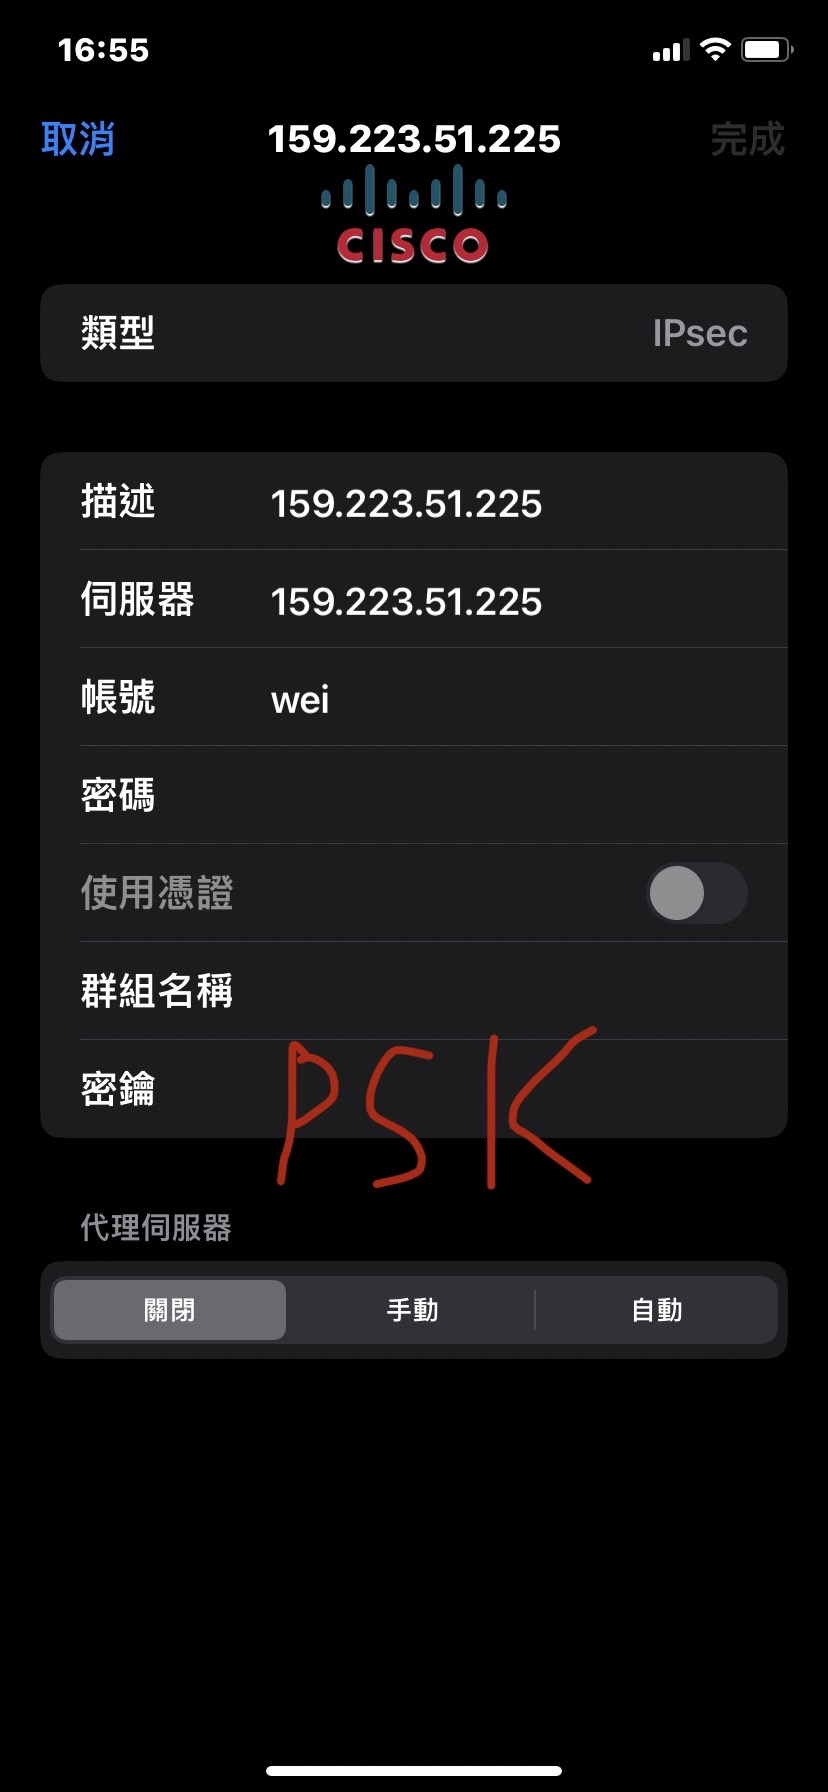 16:55
取消 159.223.51.225 完成
CISCO
類型 IPsec
描述 159.223.51.225
伺服器 159.223.51.225
帳號 wei
密碼
使用憑證
群組名稱
密鑰 PSK
代理伺服器
關閉 手動 自動